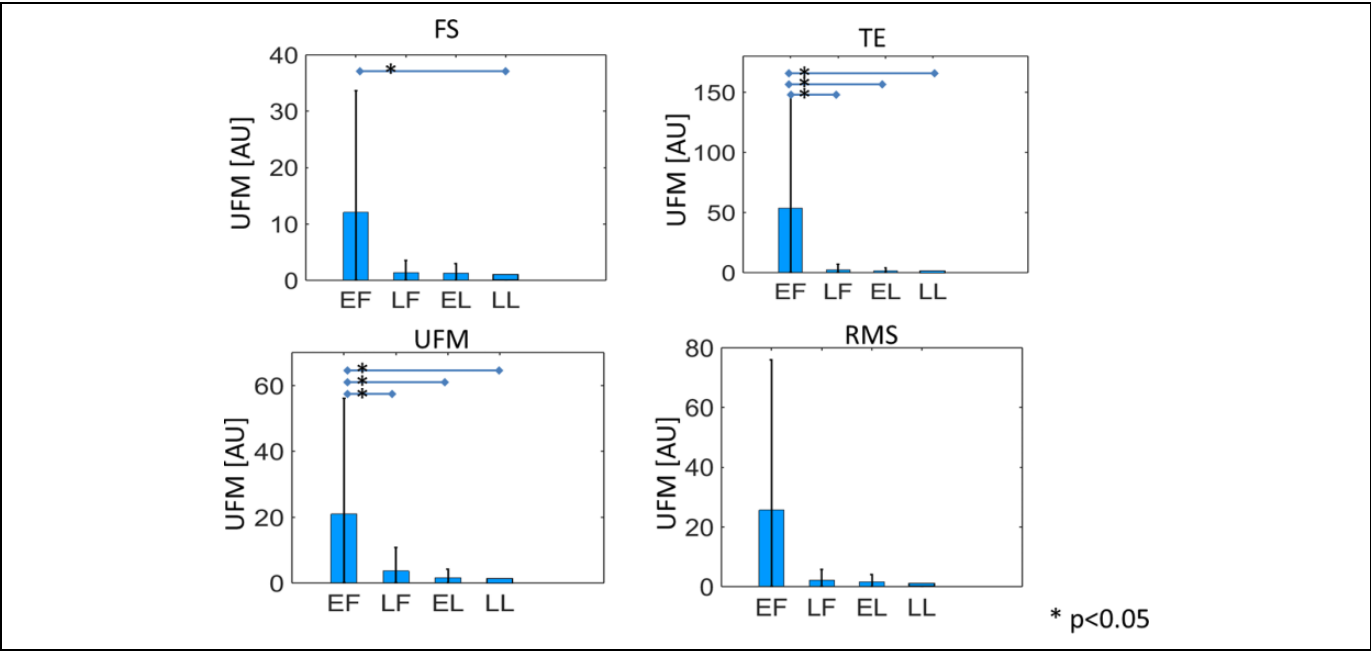 FS
UFM [AU]
40
30
20
10
0
*
EF LF EL LL
TE
UFM [AU]
150
100
50
0
*
*
*
EF LF EL LL
UFM
UFM [AU]
60
40
20
0
*
*
*
EF LF EL LL
RMS
UFM [AU]
80
60
40
20
0
EF LF EL LL
* p<0.05